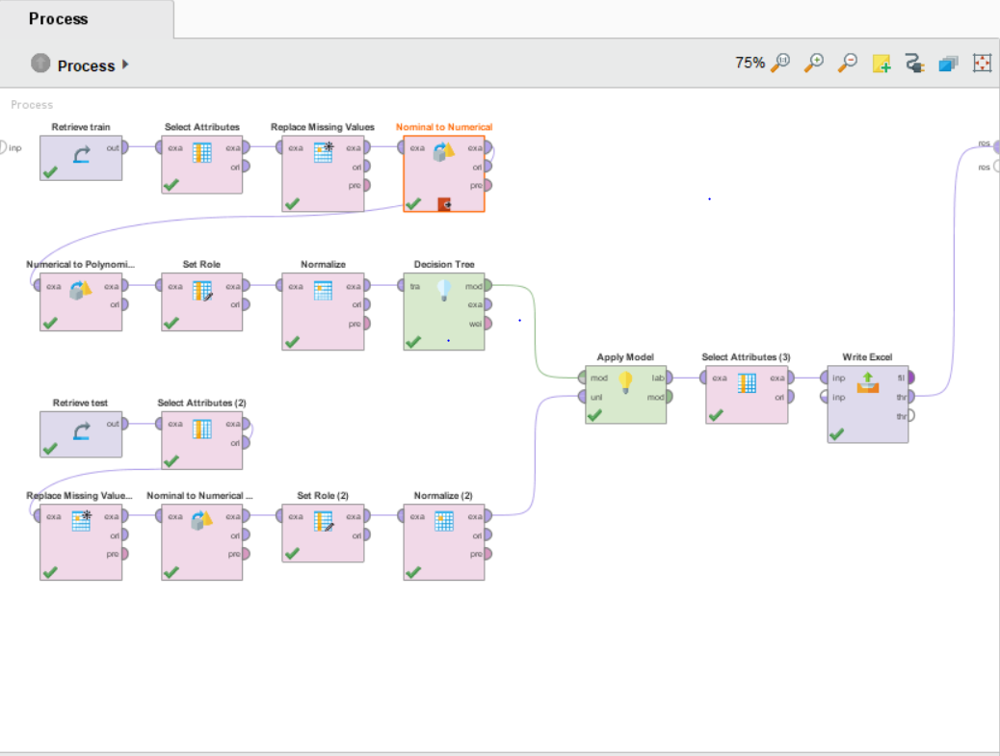 Process
Process
75%
Process
inp
Retrieve train
out
Select Attributes
exa exa
ori
Replace Missing Values
exa exa
ori
pre
Nominal to Numerical
exa exa
ori
pre
res
res
Numerical to Polynomi...
exa exa
ori
Set Role
exa exa
ori
Normalize
exa exa
ori
pre
Decision Tree
tra mod
exa
wei
Apply Model
mod lab
unl mod
Select Attributes (3)
exa exa
ori
Write Excel
inp fil
inp thr
thr
Retrieve test
out
Select Attributes (2)
exa exa
ori
Replace Missing Value...
exa exa
ori
pre
Nominal to Numerical ...
exa exa
ori
pre
Set Role (2)
exa exa
ori
Normalize (2)
exa exa
ori
pre